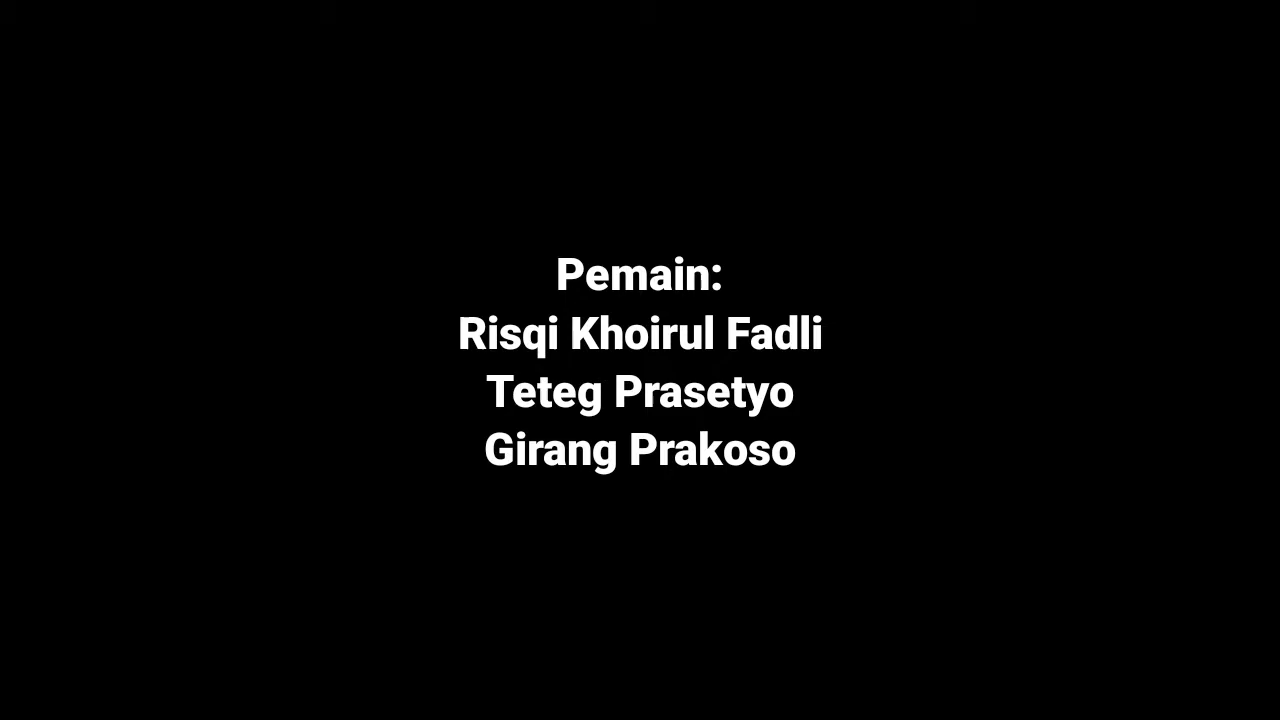 Pemain:
Risqi Khoirul Fadli
Teteg Prasetyo
Girang Prakoso